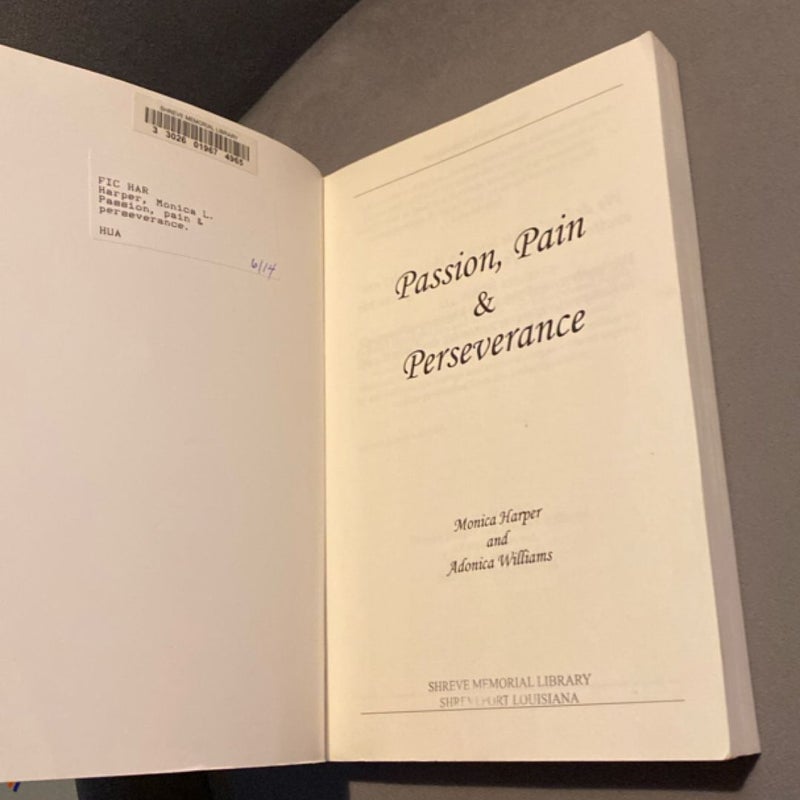 SHREVE MEMORIAL LIBRARY
3 3026 01967 4365
FIC HAR
Harper, Monica L.
Passion, pain &
perseverance.
HUA
6/14
Passion, Pain
&
Perseverance
Monica Harper
and
Adonica Williams
SHREVE MEMORIAL LIBRARY
SHREVEPORT LOUISIANA